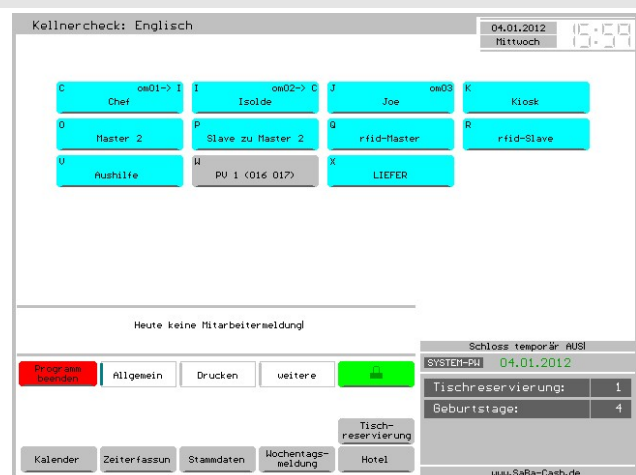 Kellnercheck: Englisch
04.01.2012
Mittwoch
15:59
C om01-> I
Chef
I om02-> C
Isolde
J om03
Joe
K
Kiosk
O
Master 2
P
Slave zu Master 2
Q
rfid-Master
R
rfid-Slave
U
Aushilfe
W
PV 1 (016 017)
X
LIEFER
Heute keine Mitarbeitermeldung!
Schloss temporär AUS!
SYSTEM-PW 04.01.2012
Programm
beenden
Allgemein
Drucken
weitere
Tischreservierung: 1
Geburtstage: 4
Tisch-
reservierung
Kalender
Zeiterfassun
Stammdaten
Wochentags-
meldung
Hotel
www.SaBa-Cash.de